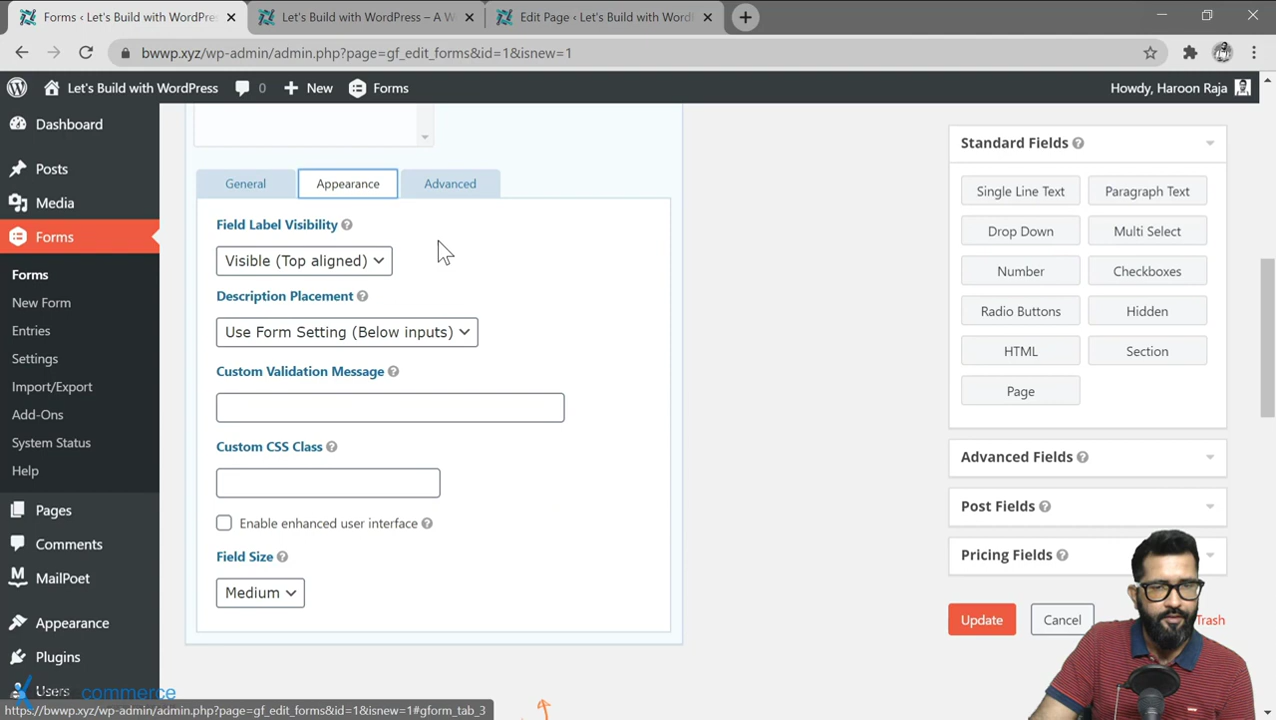 Forms ‹ Let's Build with WordPre
Let's Build with WordPress – A W
Edit Page ‹ Let's Build with Wor
bwwp.xyz/wp-admin/admin.php?page=gf_edit_forms&id=1&isnew=1
Let's Build with WordPress
0
New
Forms
Howdy, Haroon Raja
Dashboard
Posts
Media
Forms
Forms
New Form
Entries
Settings
Import/Export
Add-Ons
System Status
Help
Pages
Comments
MailPoet
Appearance
Plugins
Users
commerce
General
Appearance
Advanced
Field Label Visibility
Visible (Top aligned)
Description Placement
Use Form Setting (Below inputs)
Custom Validation Message
Custom CSS Class
Enable enhanced user interface
Field Size
Medium
Standard Fields
Single Line Text
Paragraph Text
Drop Down
Multi Select
Number
Checkboxes
Radio Buttons
Hidden
HTML
Section
Page
Advanced Fields
Post Fields
Pricing Fields
Update
Cancel
Trash
https://bwwp.xyz/wp-admin/admin.php?page=gf_edit_forms&id=1&isnew=1#gform_tab_3